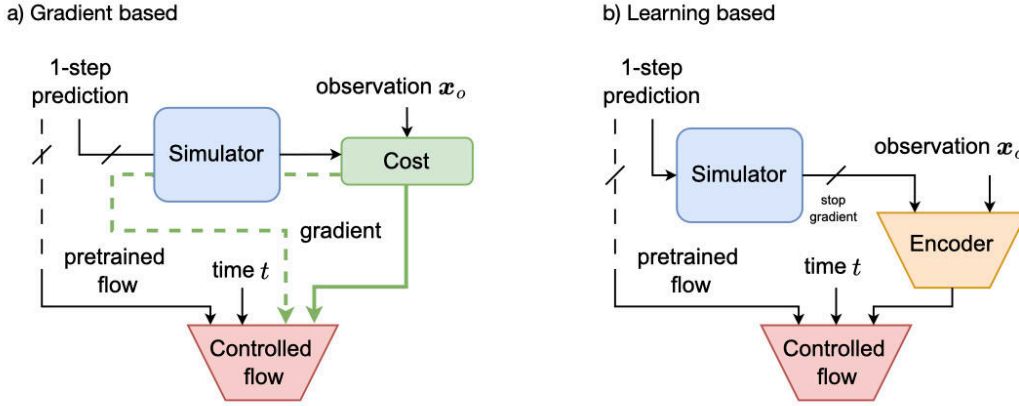 a) Gradient based
1-step
prediction
observation x_o
Simulator
Cost
gradient
pretrained
flow
time t
Controlled
flow
b) Learning based
1-step
prediction
observation x_o
Simulator
stop
gradient
Encoder
pretrained
flow
time t
Controlled
flow